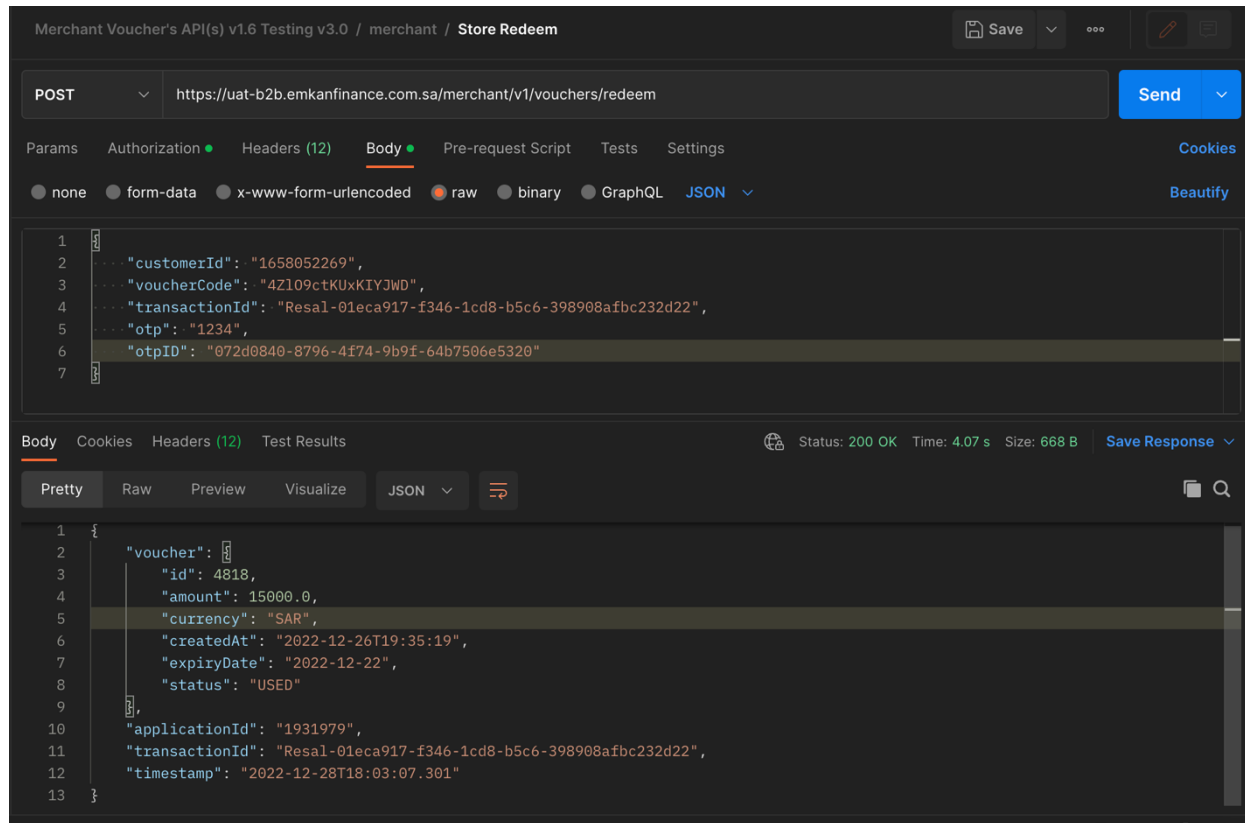 Merchant Voucher's API(s) v1.6 Testing v3.0 / merchant / Store Redeem
Save
POST https://uat-b2b.emkanfinance.com.sa/merchant/v1/vouchers/redeem Send
Params Authorization Headers (12) Body Pre-request Script Tests Settings Cookies
none form-data x-www-form-urlencoded raw binary GraphQL JSON Beautify
1 {
2 "customerId": "1658052269",
3 "voucherCode": "4ZlO9ctKUxKIYJWD",
4 "transactionId": "Resal-01eca917-f346-1cd8-b5c6-398908afbc232d22",
5 "otp": "1234",
6 "otpID": "072d0840-8796-4f74-9b9f-64b7506e5320"
7 }
Body Cookies Headers (12) Test Results Status: 200 OK Time: 4.07 s Size: 668 B Save Response
Pretty Raw Preview Visualize JSON
1 {
2 "voucher": {
3 "id": 4818,
4 "amount": 15000.0,
5 "currency": "SAR",
6 "createdAt": "2022-12-26T19:35:19",
7 "expiryDate": "2022-12-22",
8 "status": "USED"
9 },
10 "applicationId": "1931979",
11 "transactionId": "Resal-01eca917-f346-1cd8-b5c6-398908afbc232d22",
12 "timestamp": "2022-12-28T18:03:07.301"
13 }